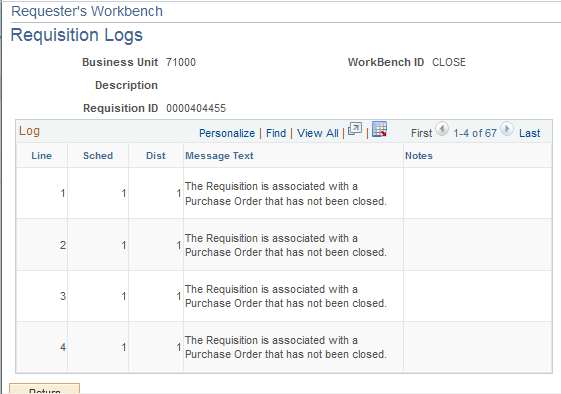 Requester's Workbench
Requisition Logs
Business Unit 71000 WorkBench ID CLOSE
Description
Requisition ID 0000404455
Log Personalize | Find | View All | | First 1-4 of 67 Last
Line Sched Dist Message Text Notes
1 1 1 The Requisition is associated with a
Purchase Order that has not been closed.
2 1 1 The Requisition is associated with a
Purchase Order that has not been closed.
3 1 1 The Requisition is associated with a
Purchase Order that has not been closed.
4 1 1 The Requisition is associated with a
Purchase Order that has not been closed.
Return